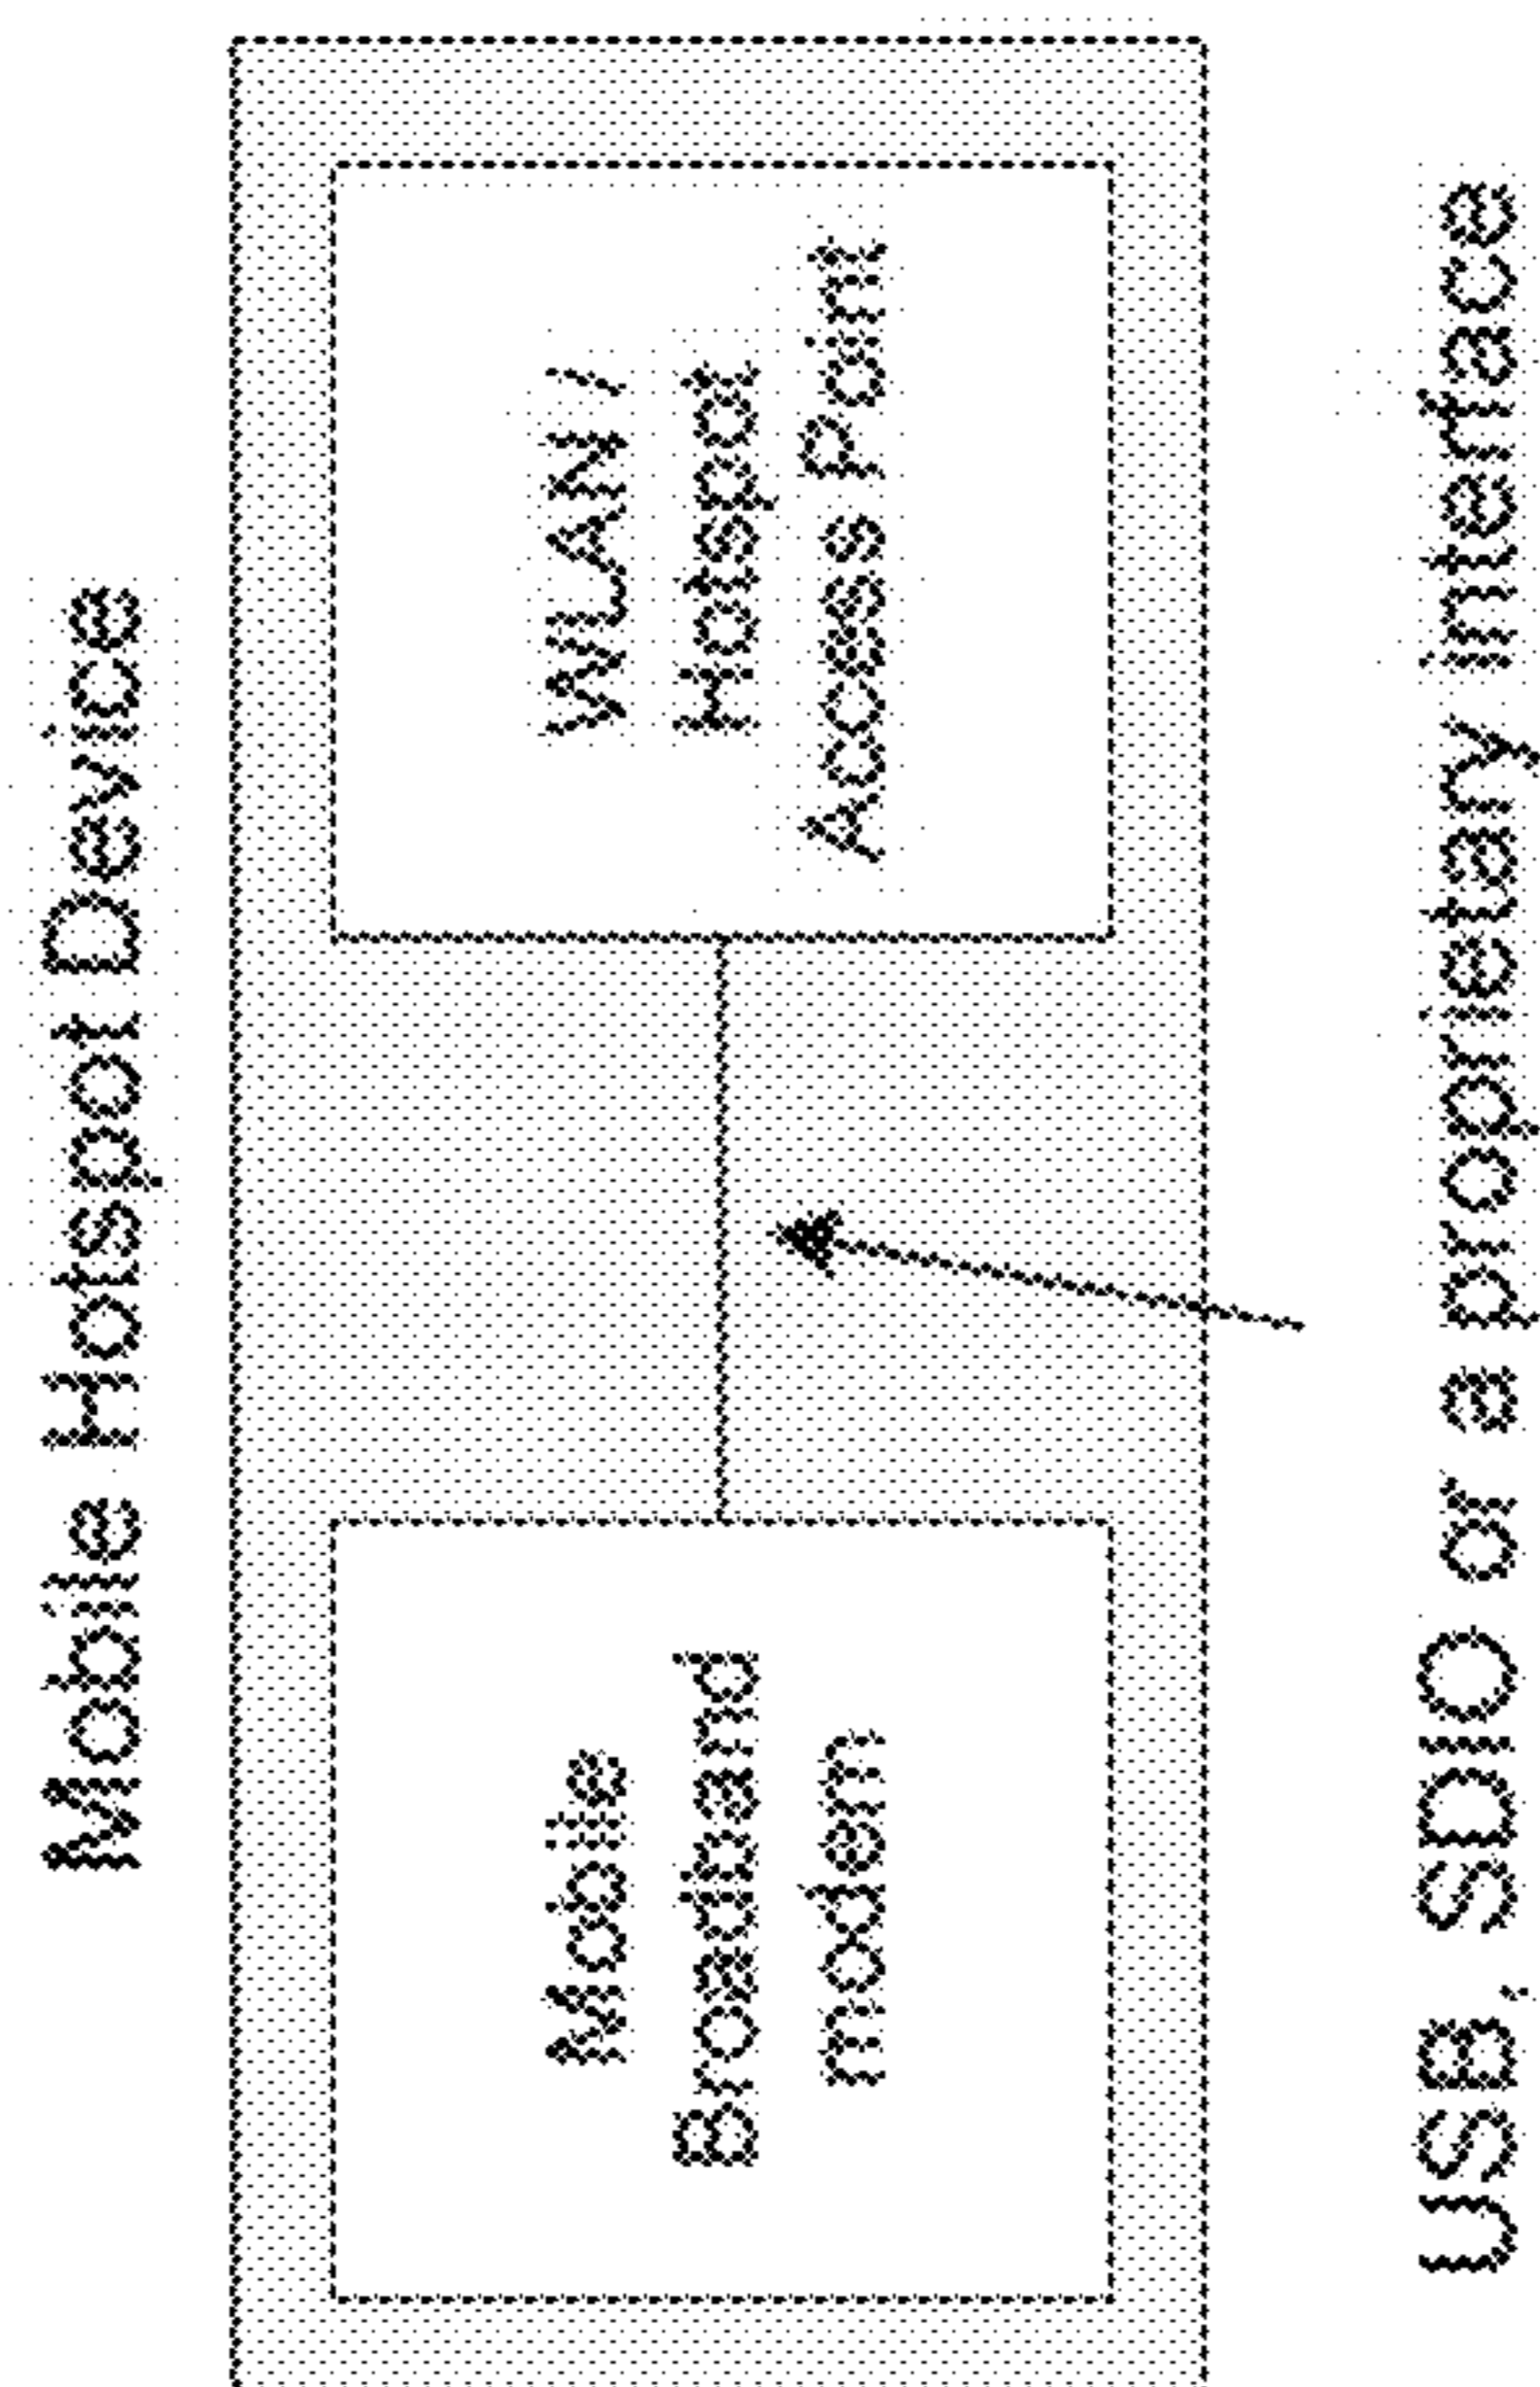 Mobile Hotspot Device
Mobile
Broadband
modem
WLAN /
Hotspot
Access Point
USB, SDIO or a proprietary interface